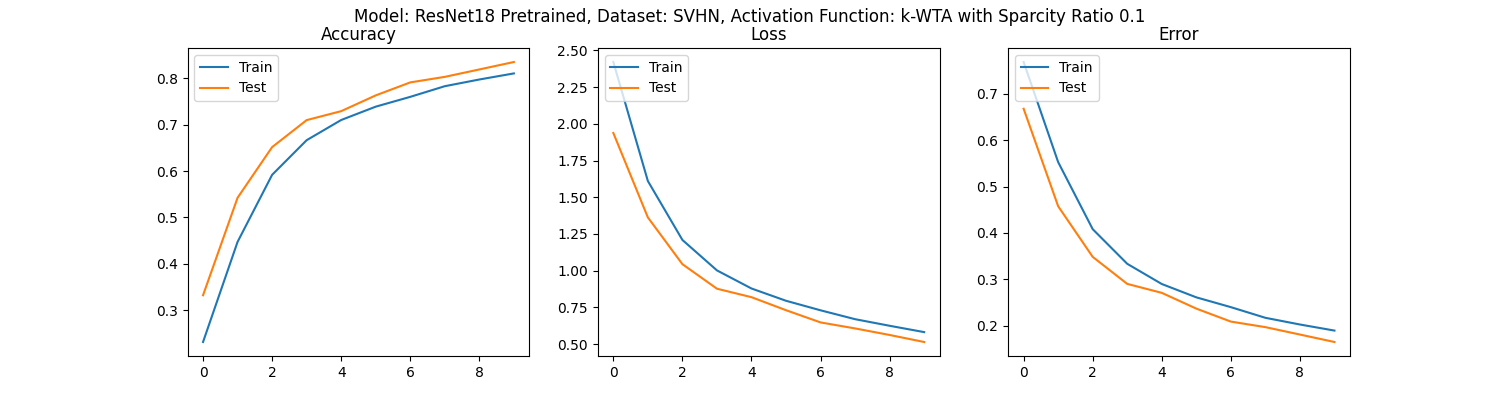 Model: ResNet18 Pretrained, Dataset: SVHN, Activation Function: k-WTA with Sparcity Ratio 0.1
Accuracy
Train
Test
0.8
0.7
0.6
0.5
0.4
0.3
0 2 4 6 8
Loss
Train
Test
2.50
2.25
2.00
1.75
1.50
1.25
1.00
0.75
0.50
0 2 4 6 8
Error
Train
Test
0.7
0.6
0.5
0.4
0.3
0.2
0 2 4 6 8